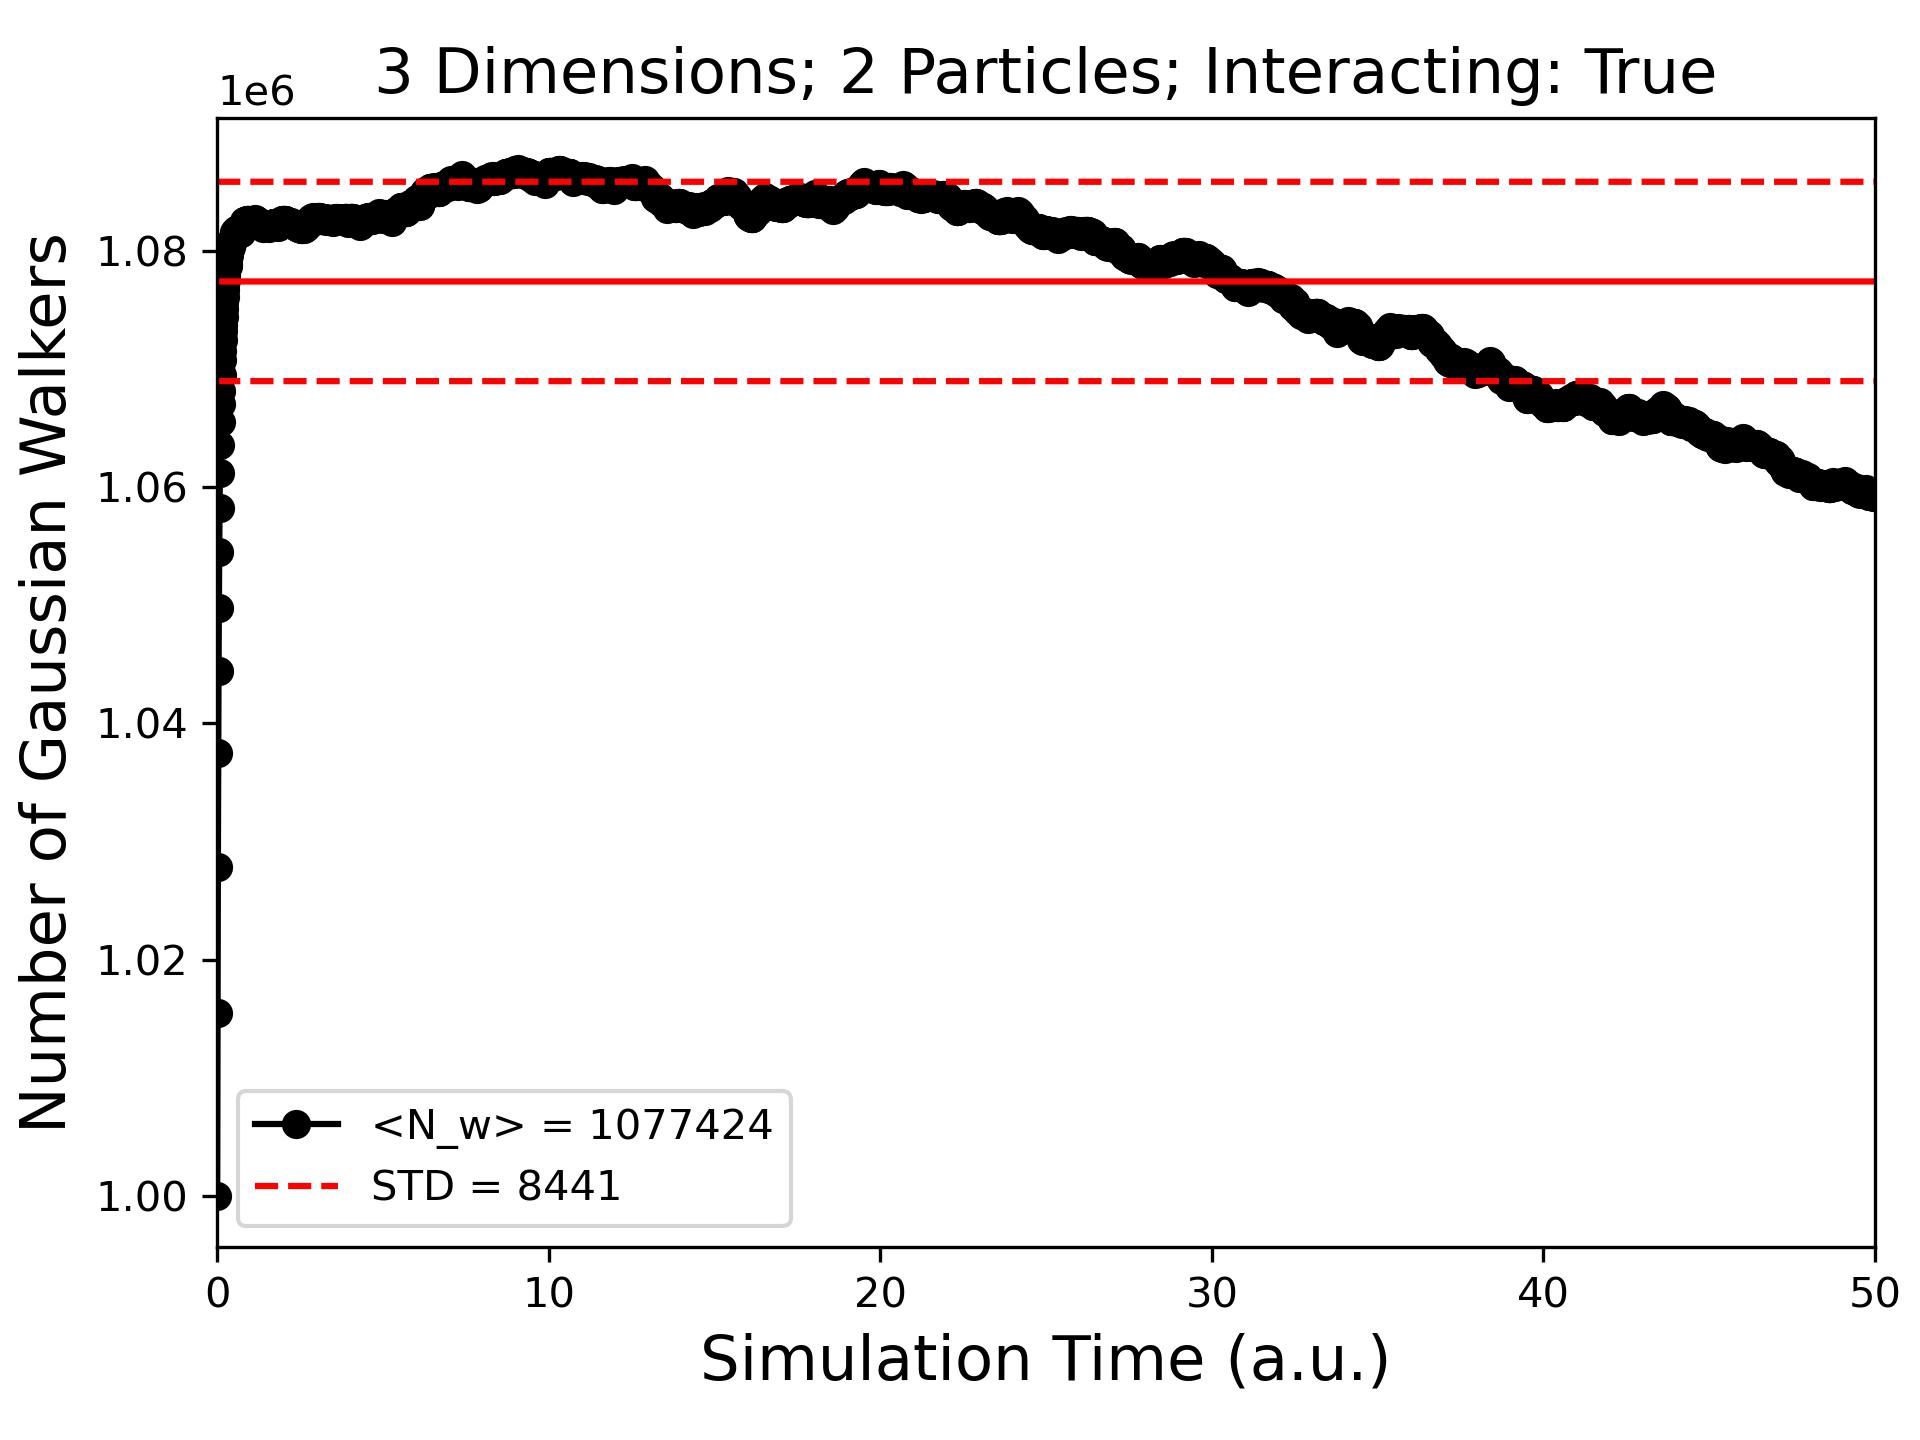 3 Dimensions; 2 Particles; Interacting: True
1e6
Number of Gaussian Walkers
1.08
1.06
1.04
1.02
1.00
<N_w> = 1077424
STD = 8441
0 10 20 30 40 50
Simulation Time (a.u.)